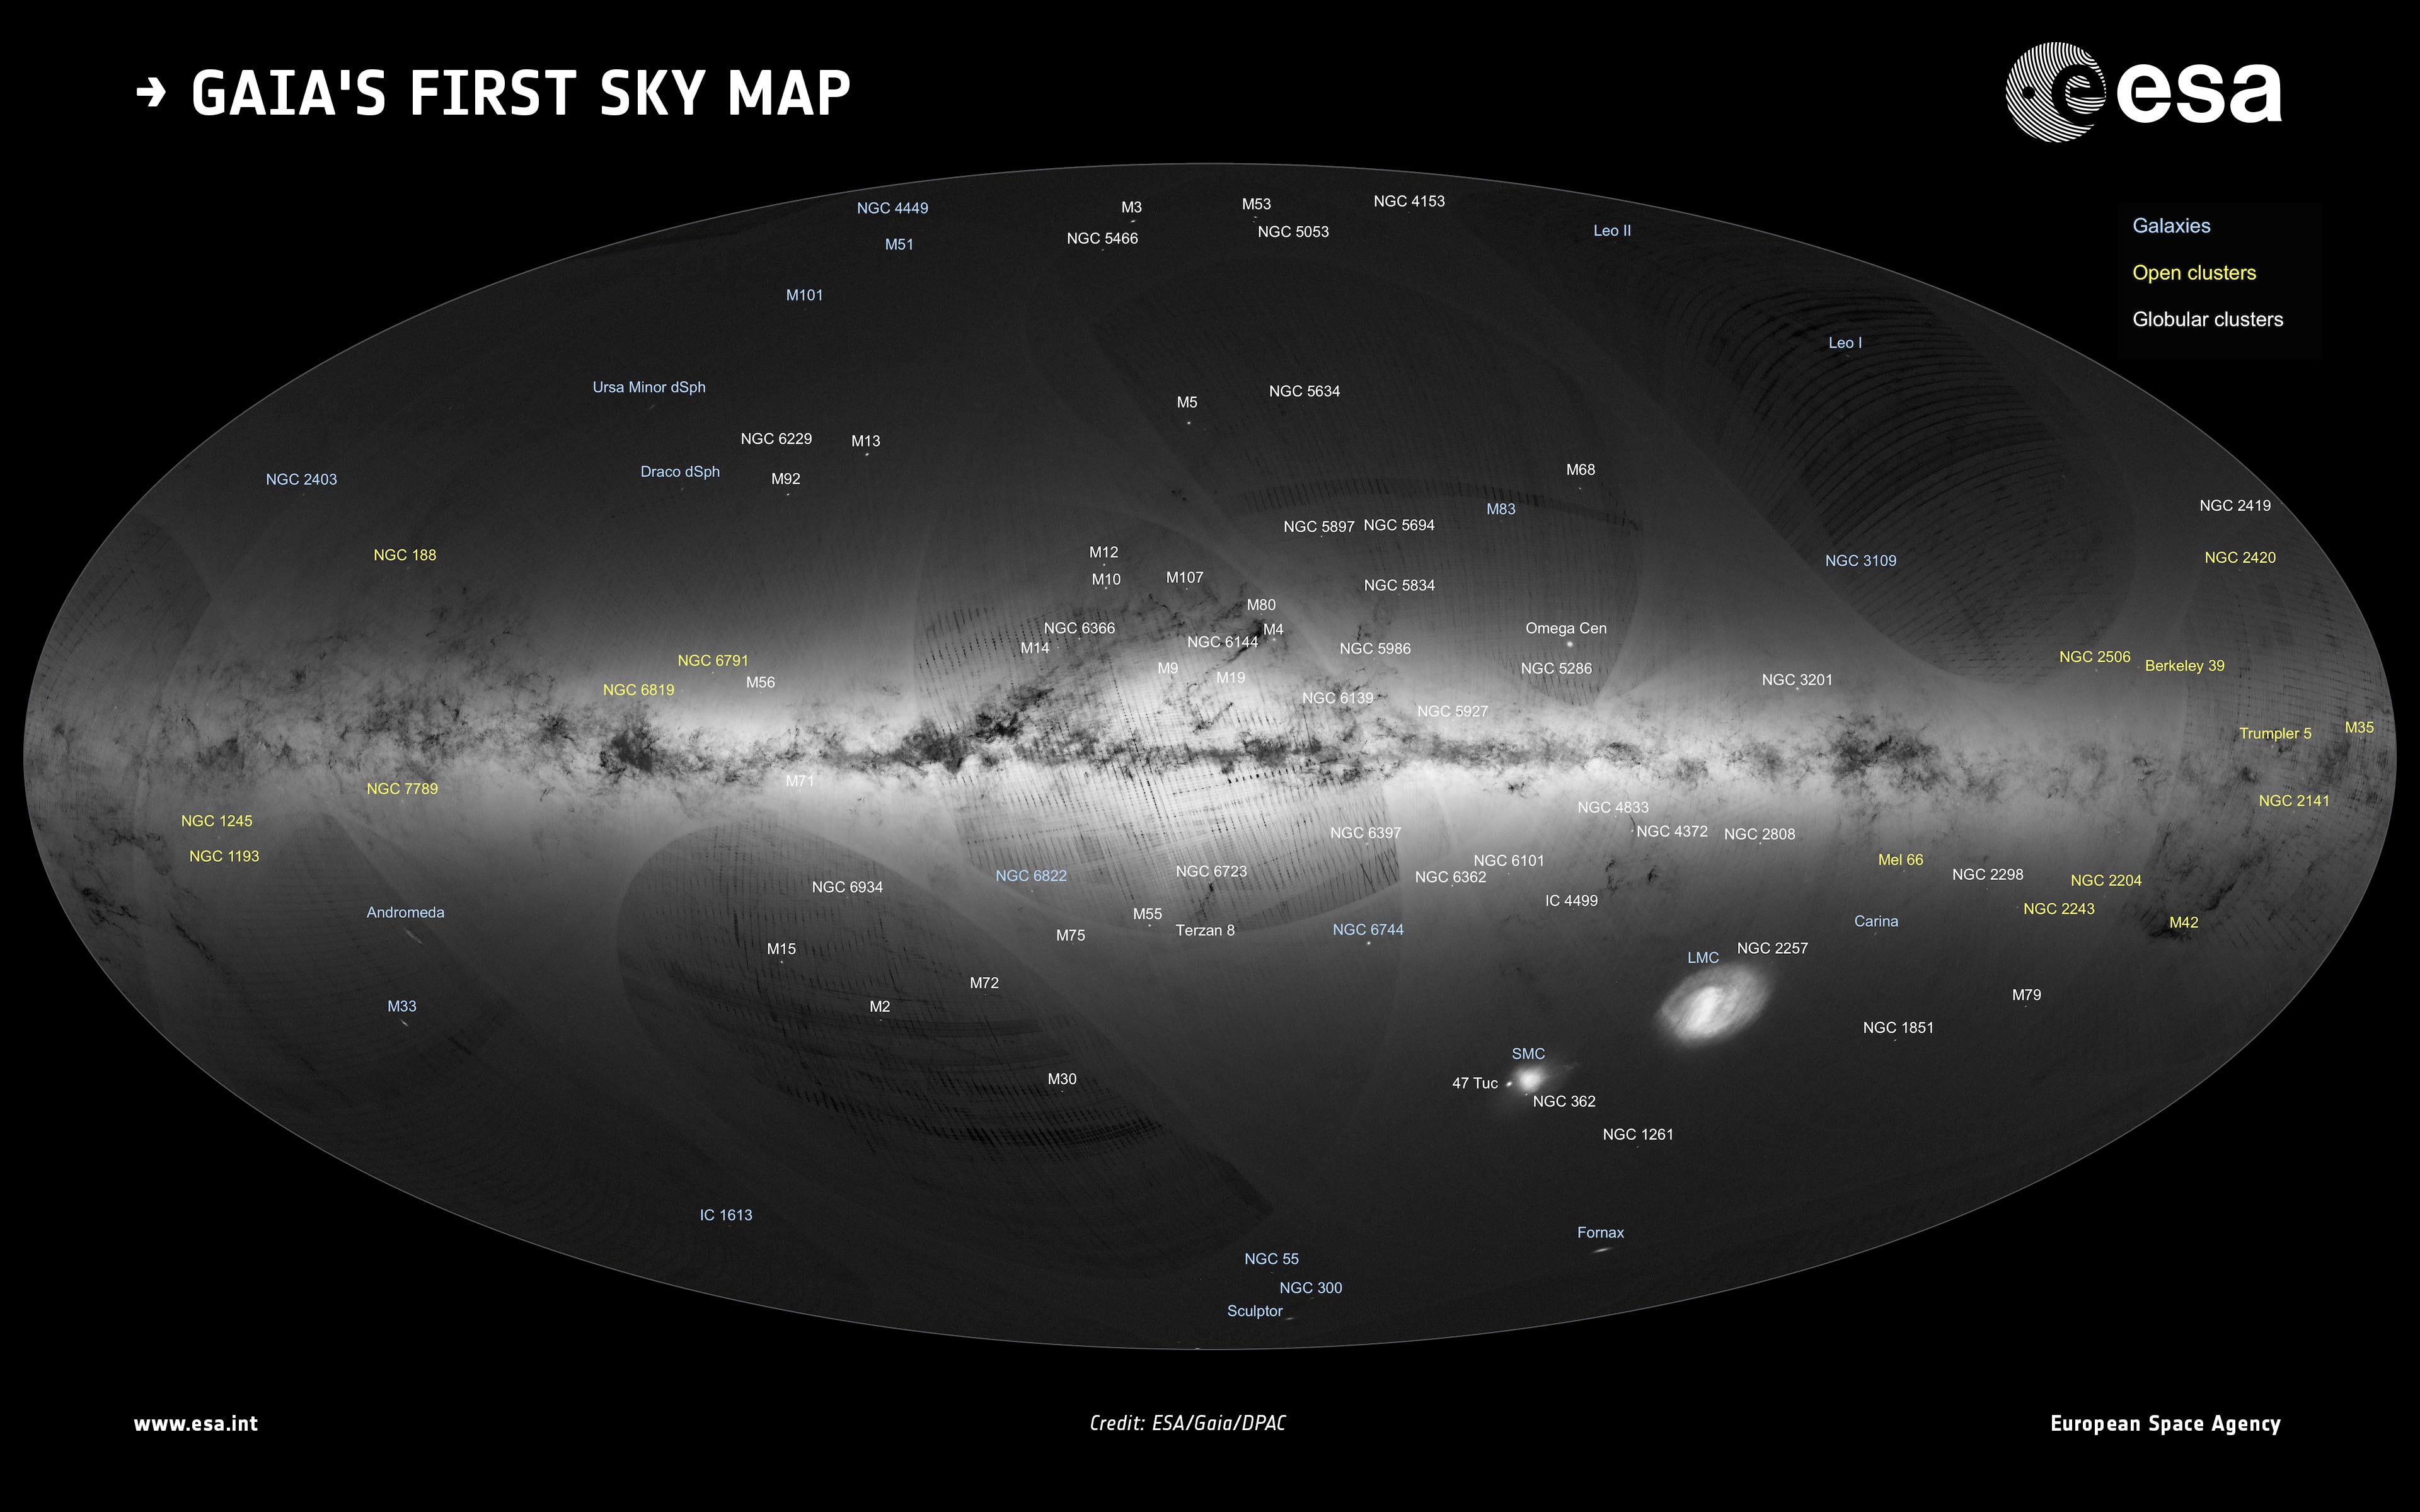 → GAIA'S FIRST SKY MAP
esa
Galaxies
Open clusters
Globular clusters
NGC 4153
M53
M3
NGC 4449
Leo II
NGC 5053
NGC 5466
M51
M101
Leo I
Ursa Minor dSph
NGC 5634
M5
NGC 6229
M13
M68
Draco dSph
M92
NGC 2403
NGC 2419
M83
NGC 5897
NGC 5694
M12
NGC 188
NGC 2420
NGC 3109
M107
M10
NGC 5834
M80
NGC 6366
M4
Omega Cen
NGC 6144
M14
NGC 5986
NGC 2506
NGC 6791
Berkeley 39
M9
NGC 5286
M19
NGC 3201
M56
NGC 6819
NGC 6139
NGC 5927
M35
Trumpler 5
M71
NGC 7789
NGC 2141
NGC 4833
NGC 1245
NGC 4372
NGC 6397
NGC 2808
NGC 1193
Mel 66
NGC 6101
NGC 6723
NGC 2298
NGC 6822
NGC 6362
NGC 2204
NGC 6934
IC 4499
NGC 2243
Andromeda
M55
Carina
M42
Terzan 8
NGC 6744
M75
M15
NGC 2257
LMC
M72
M79
M33
M2
NGC 1851
SMC
M30
47 Tuc
NGC 362
NGC 1261
IC 1613
Fornax
NGC 55
NGC 300
Sculptor
www.esa.int
Credit: ESA/Gaia/DPAC
European Space Agency